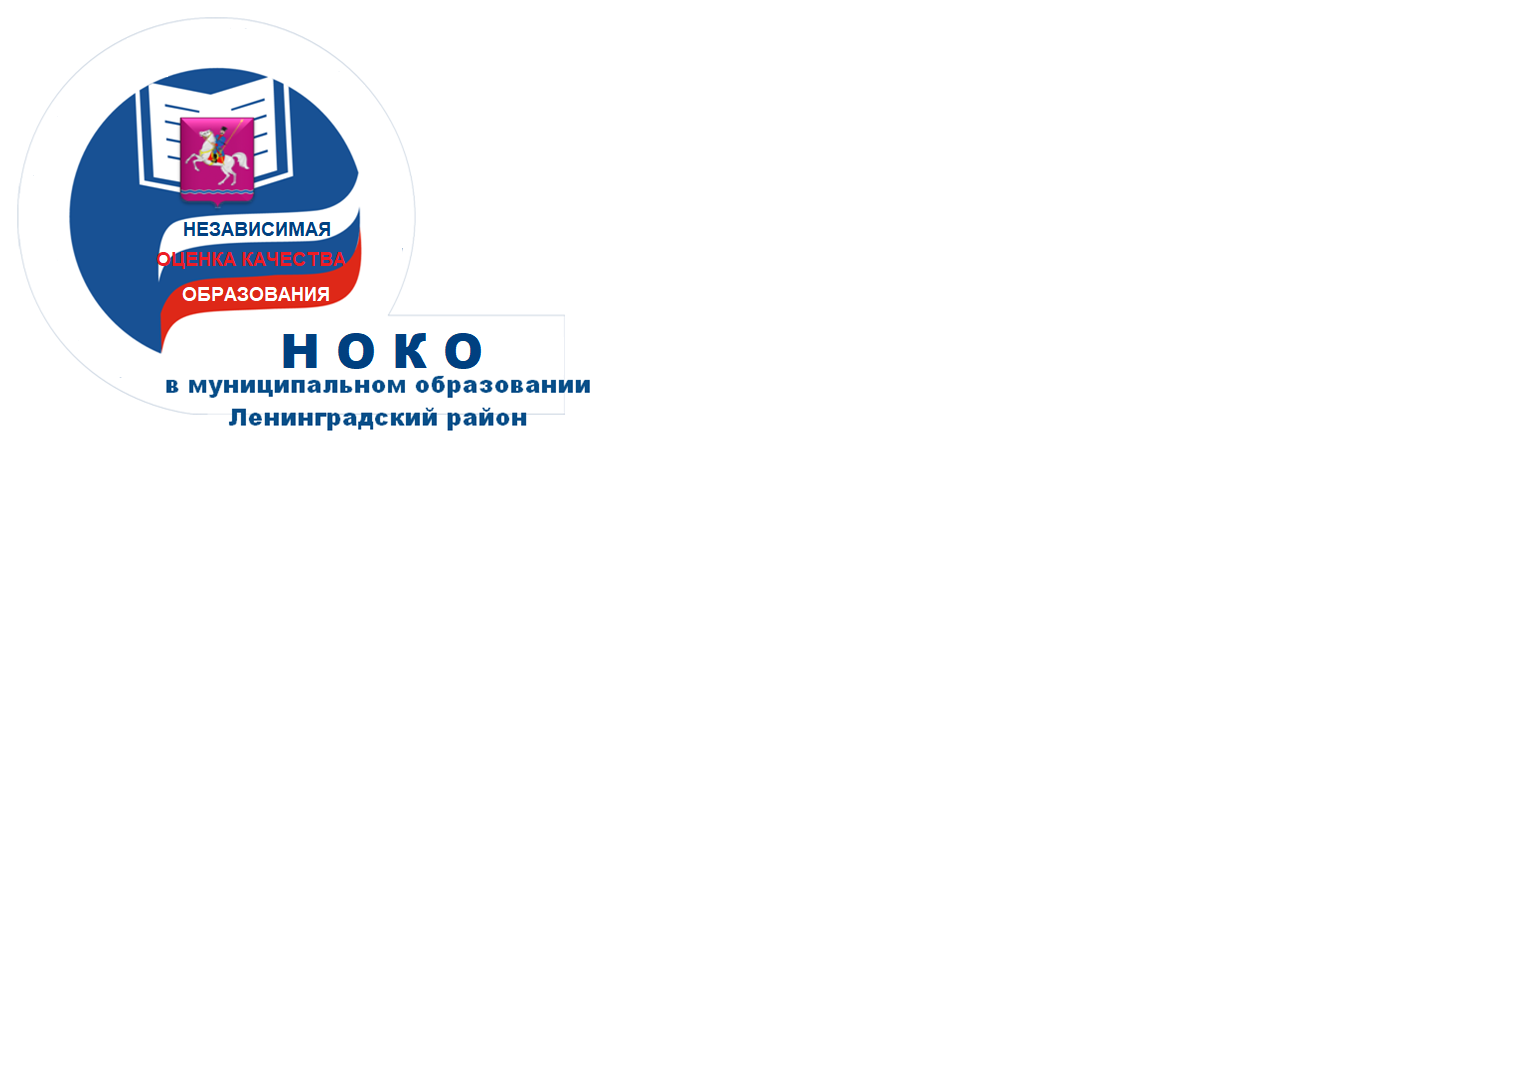 НЕЗАВИСИМАЯ
ОЦЕНКА КАЧЕСТВА
ОБРАЗОВАНИЯ
Н О К О
в муниципальном образовании
Ленинградский район